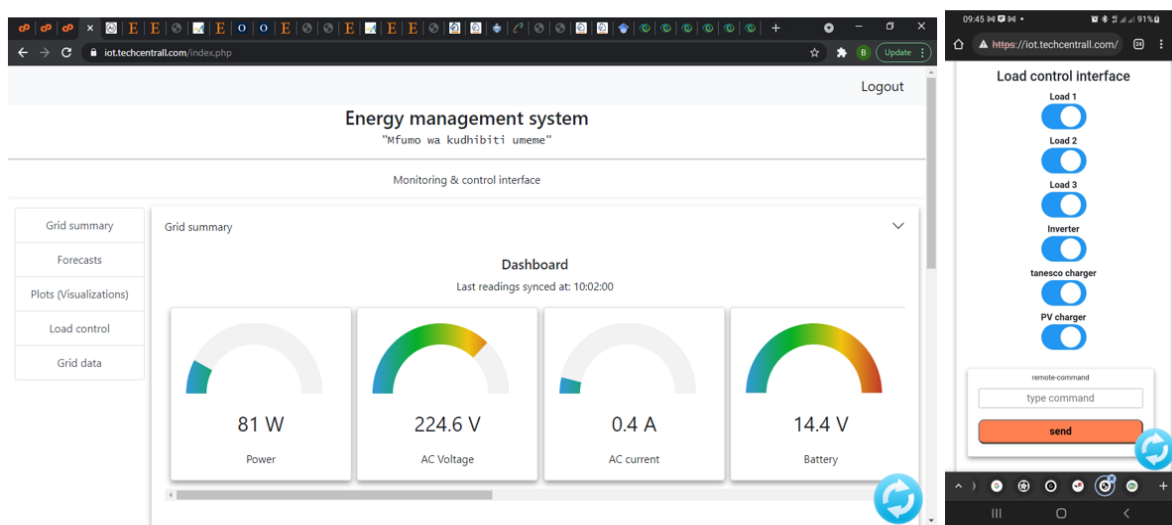 iot.techcentrall.com/index.php
B
Update
Logout
Energy management system
"Mfumo wa kudhibiti umeme"
Monitoring & control interface
Grid summary
Forecasts
Plots (Visualizations)
Load control
Grid data
Grid summary
Dashboard
Last readings synced at: 10:02:00
81 W
224.6 V
0.4 A
14.4 V
Power
AC Voltage
AC current
Battery
09:45
91%
https://iot.techcentrall.com/
Load control interface
Load 1
Load 2
Load 3
Inverter
tanesco charger
PV charger
remote-command
type command
send